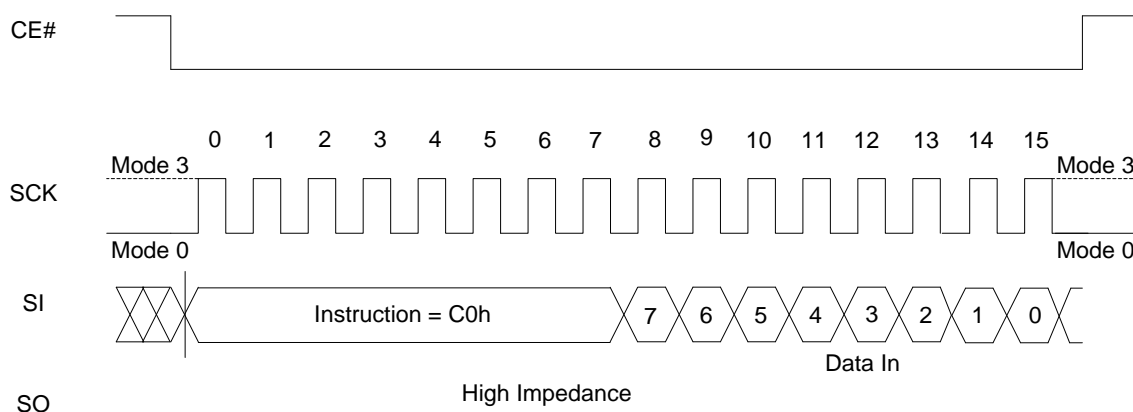 CE#
0 1 2 3 4 5 6 7 8 9 10 11 12 13 14 15
Mode 3 Mode 3
SCK
Mode 0 Mode 0
SI Instruction = C0h 7 6 5 4 3 2 1 0
Data In
High Impedance
SO